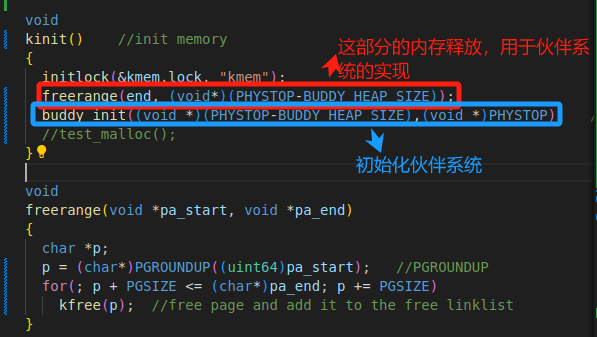 void
kinit()    //init memory
{
这部分的内存释放，用于伙伴系
统的实现
initlock(&kmem.lock, "kmem");
freerange(end, (void*)(PHYSTOP-BUDDY_HEAP_SIZE));
buddy_init((void *)(PHYSTOP-BUDDY_HEAP_SIZE),(void *)PHYSTOP)
//test_malloc();
}
初始化伙伴系统
void
freerange(void *pa_start, void *pa_end)
{
char *p;
p = (char*)PGROUNDUP((uint64)pa_start);   //PGROUNDUP
for(; p + PGSIZE <= (char*)pa_end; p += PGSIZE)
kfree(p);  //free page and add it to the free linklist
}